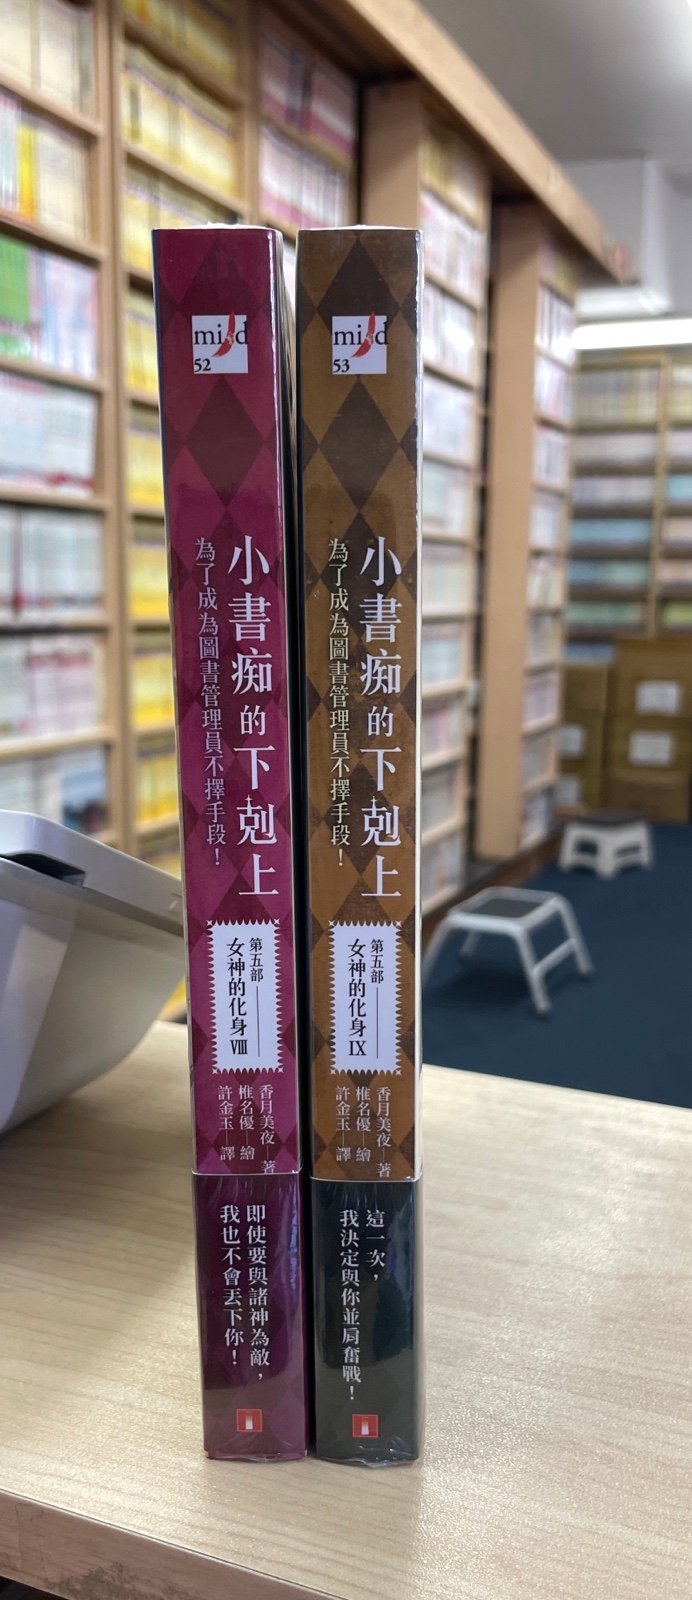 mild
52
小書痴的下剋上
為了成為圖書管理員不擇手段！
第五部
女神的化身VIII
香月美夜 著
椎名優 繪
許金玉 譯
即使要與諸神為敵，
我也不會丟下你！
mild
53
小書痴的下剋上
為了成為圖書管理員不擇手段！
第五部
女神的化身IX
香月美夜 著
椎名優 繪
許金玉 譯
這一次，
我決定與你並肩奮戰！